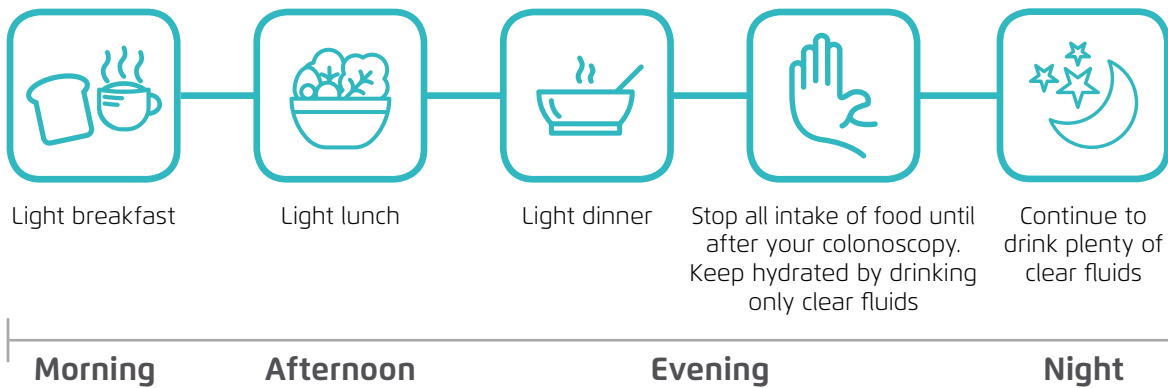 Light breakfast
Light lunch
Light dinner
Stop all intake of food until
after your colonoscopy.
Keep hydrated by drinking
only clear fluids
Continue to
drink plenty of
clear fluids
Morning
Afternoon
Evening
Night